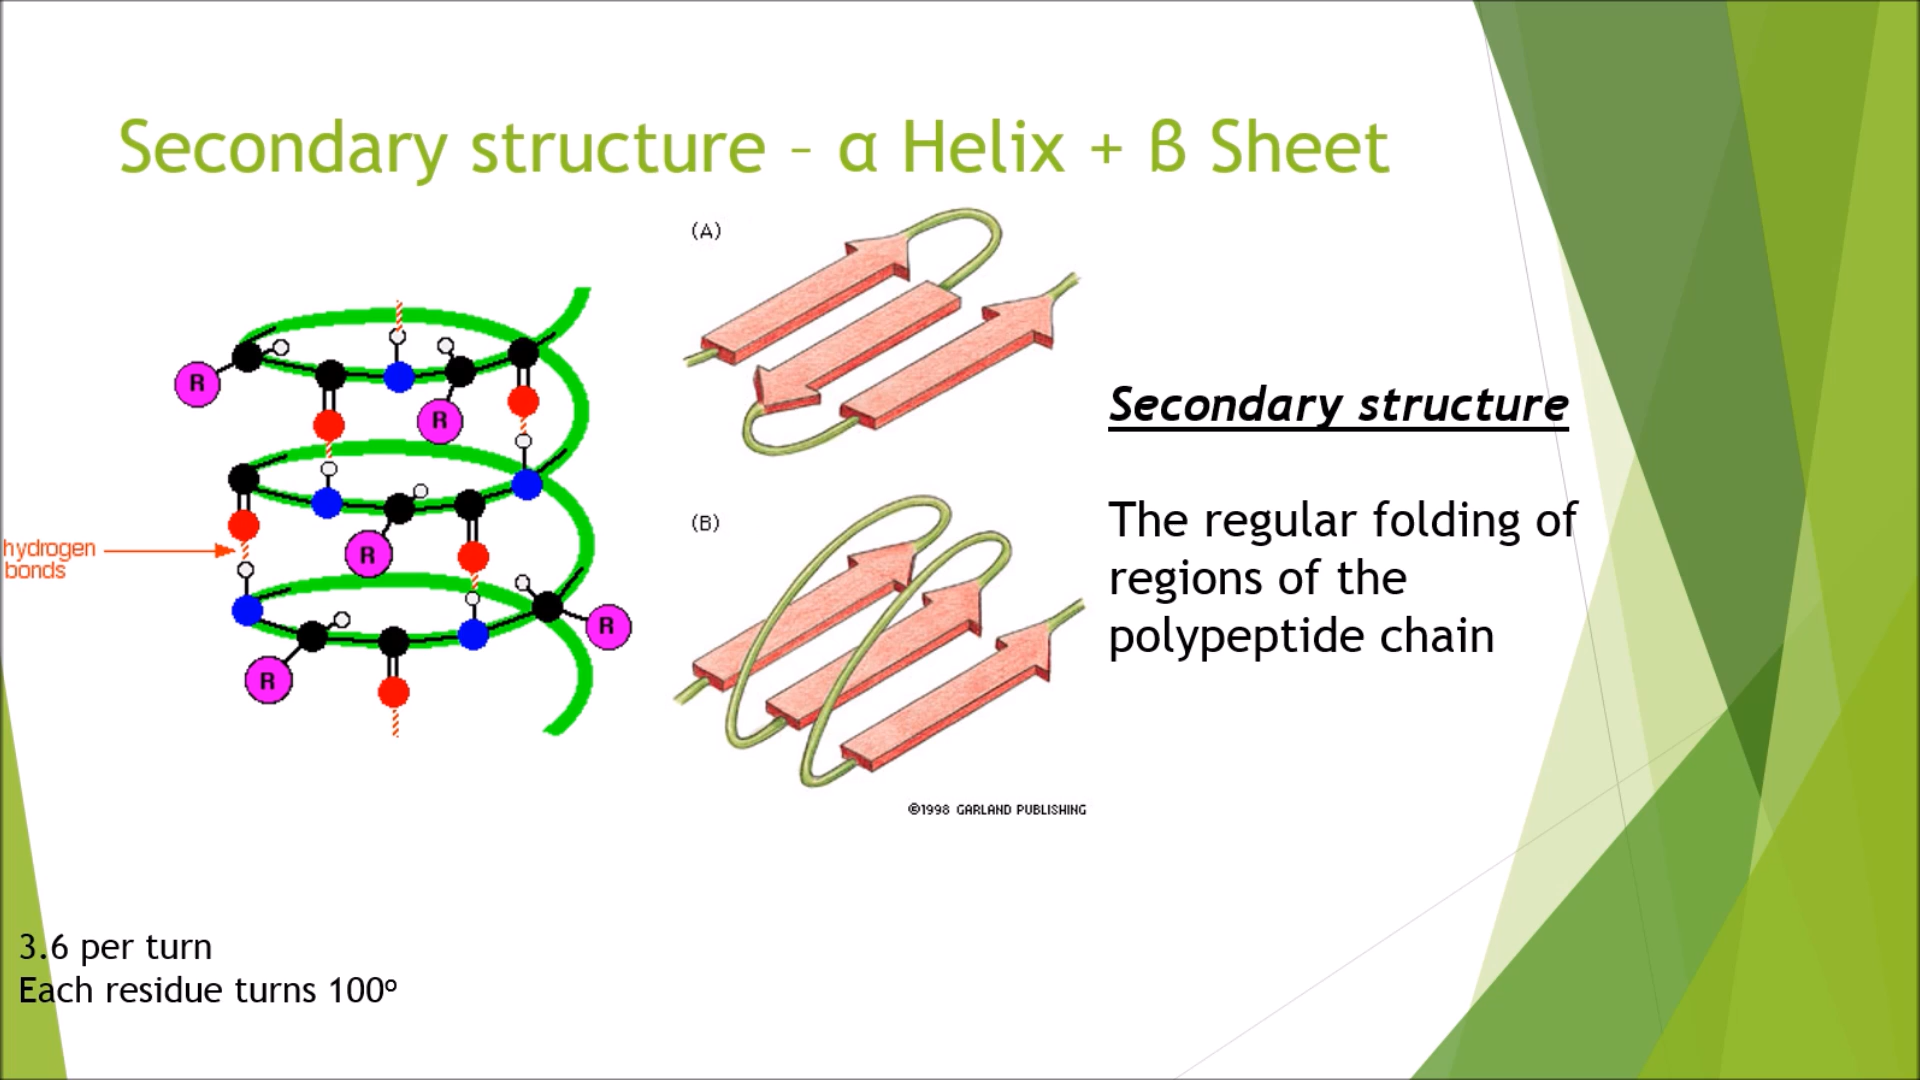 Secondary structure – α Helix + β Sheet
(A)
R
R
hydrogen
bonds
R
R
R
(B)
©1998 GARLAND PUBLISHING
Secondary structure
The regular folding of
regions of the
polypeptide chain
3.6 per turn
Each residue turns 100º